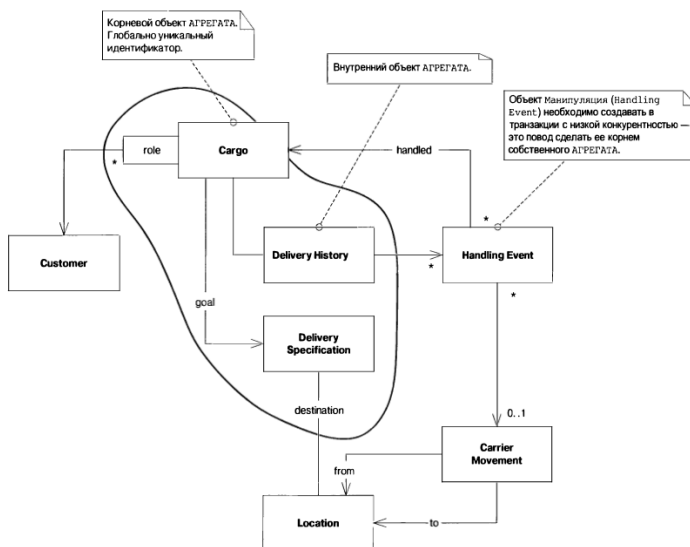 Корневой объект АГРЕГАТА.
Глобально уникальный
идентификатор.
Внутренний объект АГРЕГАТА.
Объект Манипуляция (Handling
Event) необходимо создавать в
транзакции с низкой конкурентностью —
это повод сделать ее корнем
собственного АГРЕГАТА.
Cargo
role
*
handled
*
Customer
Delivery History
*
Handling Event
*
goal
Delivery
Specification
destination
0..1
Carrier
Movement
from
Location
to